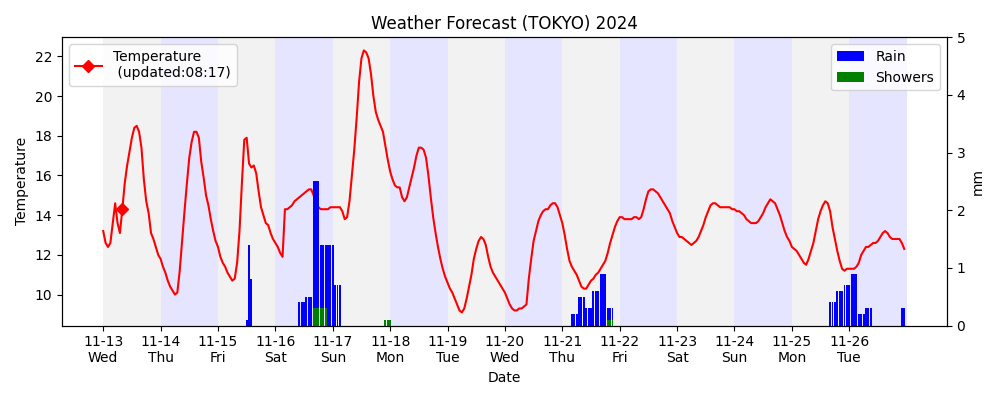 Weather Forecast (TOKYO) 2024
Temperature
(updated:08:17)
Rain
Showers
22
20
18
16
14
12
10
Temperature
5
4
3
2
1
0
mm
11-13 11-14 11-15 11-16 11-17 11-18 11-19 11-20 11-21 11-22 11-23 11-24 11-25 11-26
Wed Thu Fri Sat Sun Mon Tue Wed Thu Fri Sat Sun Mon Tue
Date